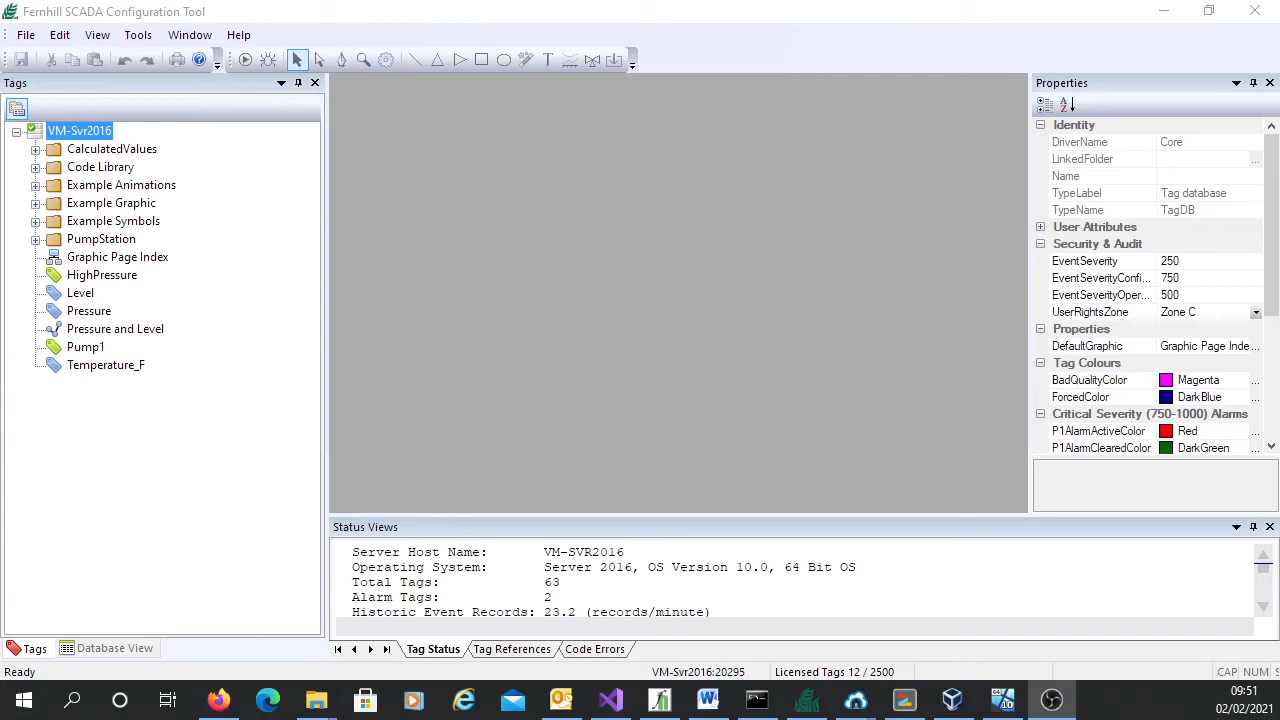 Fernhill SCADA Configuration Tool
File Edit View Tools Window Help
Tags
Properties
VM-Svr2016
CalculatedValues
Code Library
Example Animations
Example Graphic
Example Symbols
PumpStation
Graphic Page Index
HighPressure
Level
Pressure
Pressure and Level
Pump1
Temperature_F
Tags Database View
Identity
DriverName Core
LinkedFolder ...
Name
TypeLabel Tag database
TypeName TagDB
User Attributes
Security & Audit
EventSeverity 250
EventSeverityConfi... 750
EventSeverityOper... 500
UserRightsZone Zone C
Properties
DefaultGraphic Graphic Page Inde ...
Tag Colours
BadQualityColor Magenta ...
ForcedColor DarkBlue ...
Critical Severity (750-1000) Alarms
P1AlarmActiveColor Red ...
P1AlarmClearedColor DarkGreen ...
Status Views
Server Host Name: VM-SVR2016
Operating System: Server 2016, OS Version 10.0, 64 Bit OS
Total Tags: 63
Alarm Tags: 2
Historic Event Records: 23.2 (records/minute)
Tag Status Tag References Code Errors
Ready VM-Svr2016:20295 Licensed Tags 12 / 2500 CAP NUM S
09:51
02/02/2021